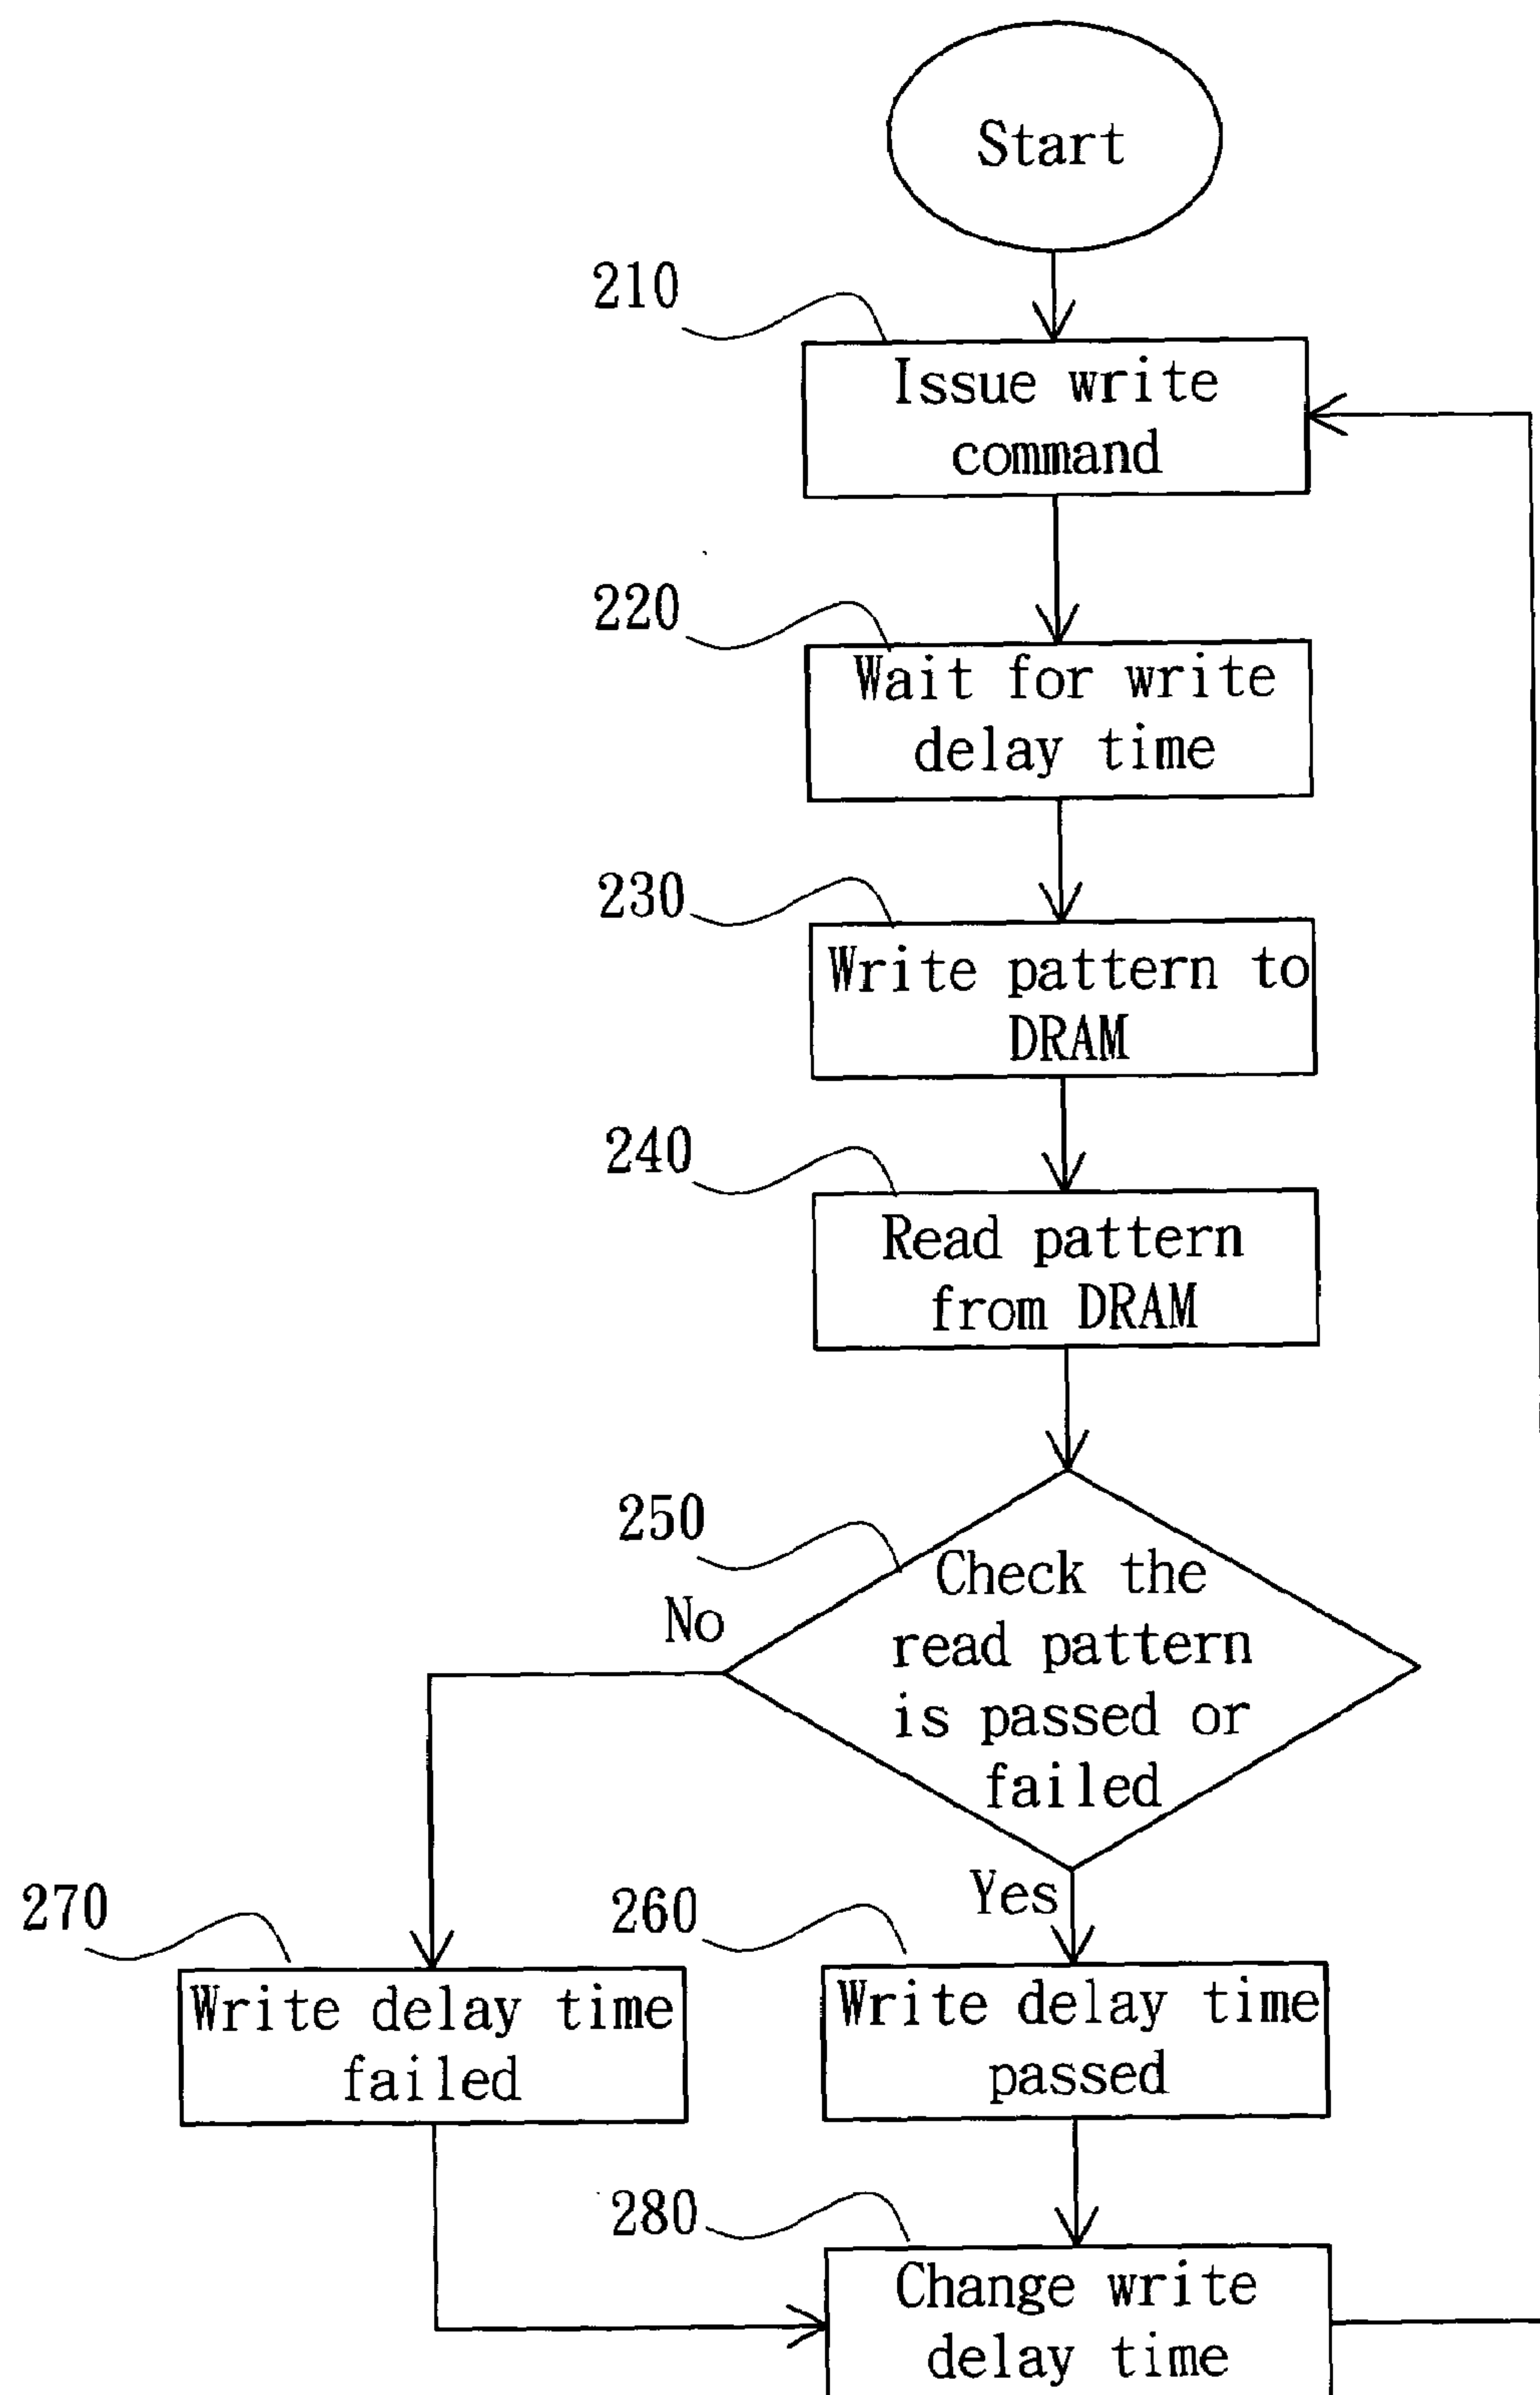 Start
210
Issue write
command
220
Wait for write
delay time
230
Write pattern to
DRAM
240
Read pattern
from DRAM
250
Check the
read pattern
is passed or
failed
No
Yes
270
Write delay time
failed
260
Write delay time
passed
280
Change write
delay time